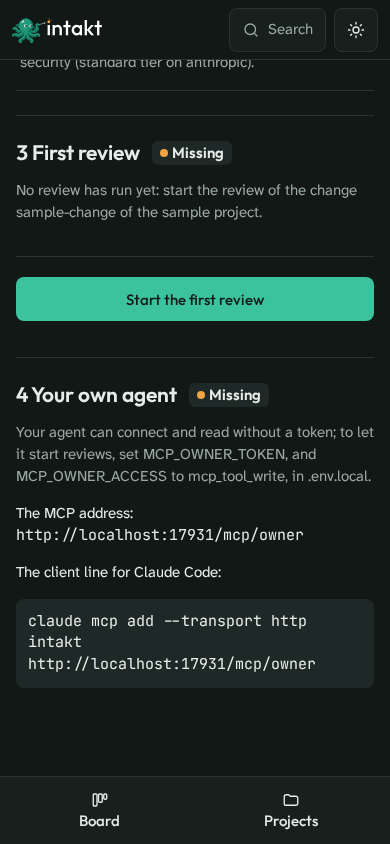 intakt
Search
security (standard tier on anthropic).
3 First review
Missing
No review has run yet: start the review of the change
sample-change of the sample project.
Start the first review
4 Your own agent
Missing
Your agent can connect and read without a token; to let
it start reviews, set MCP_OWNER_TOKEN, and
MCP_OWNER_ACCESS to mcp_tool_write, in .env.local.
The MCP address:
http://localhost:17931/mcp/owner
The client line for Claude Code:
claude mcp add --transport http
intakt
http://localhost:17931/mcp/owner
Board
Projects